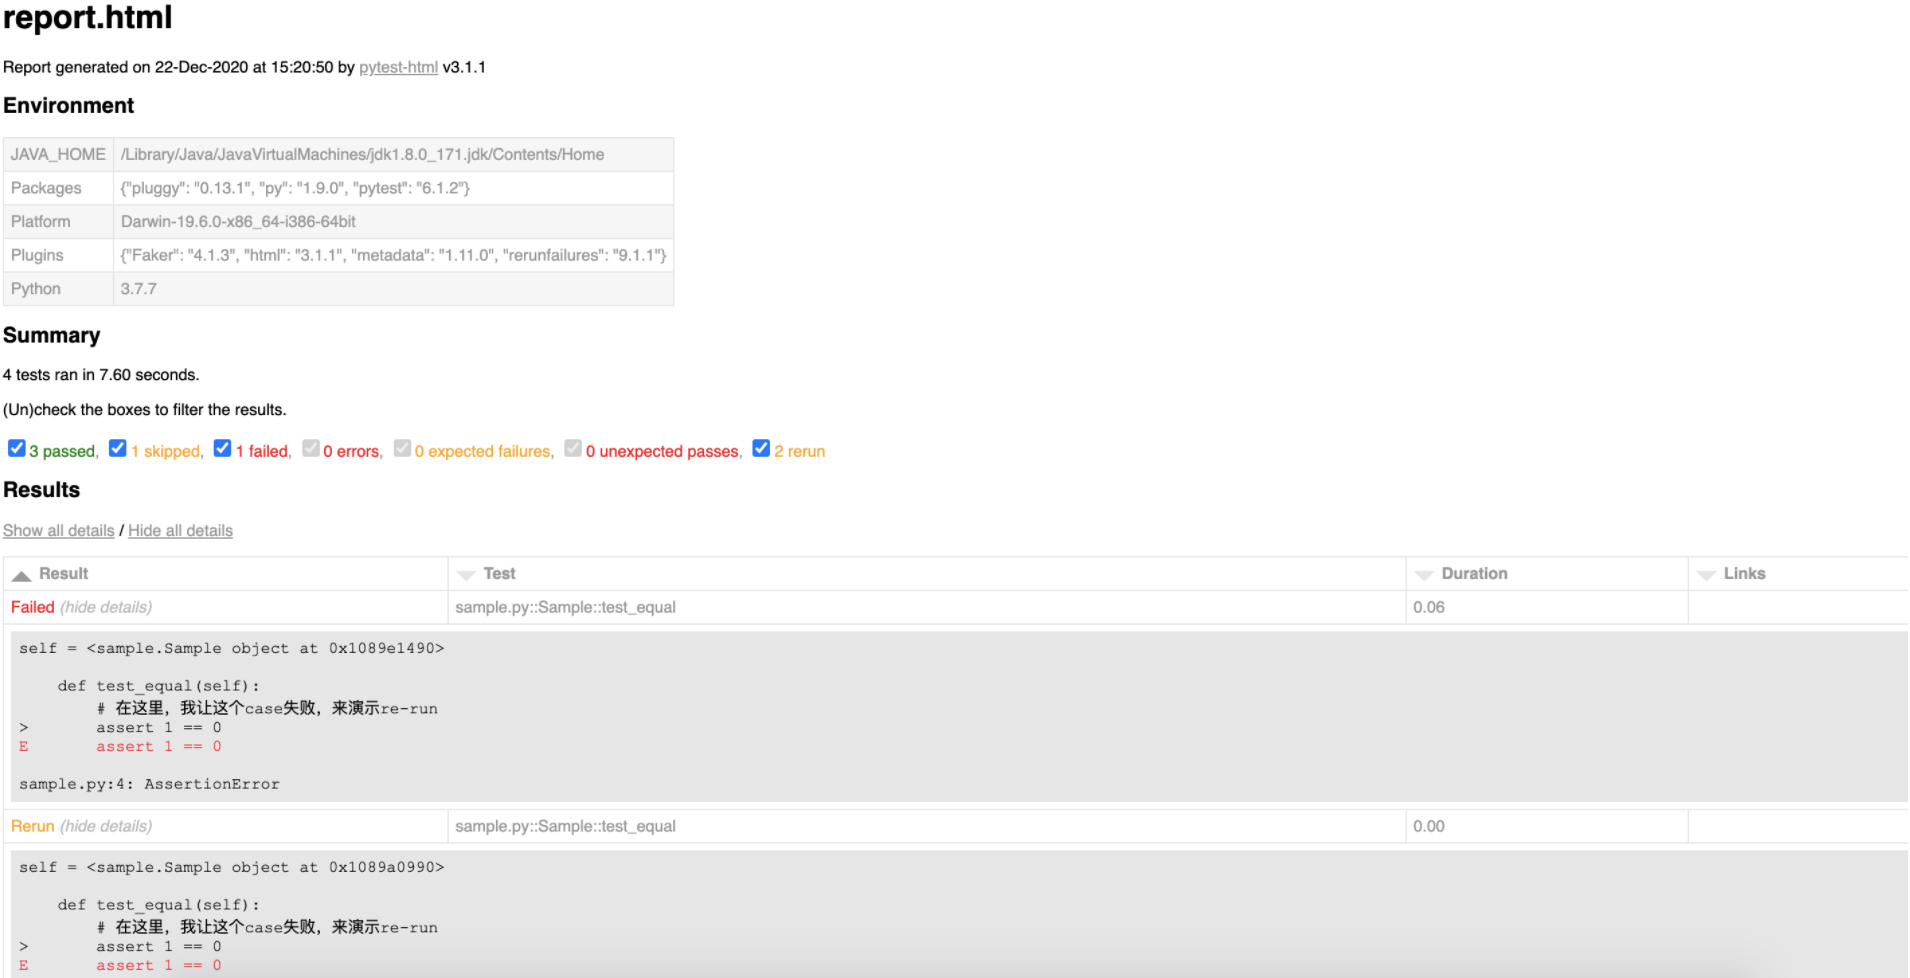 report.html
Report generated on 22-Dec-2020 at 15:20:50 by pytest-html v3.1.1
Environment
JAVA_HOME /Library/Java/JavaVirtualMachines/jdk1.8.0_171.jdk/Contents/Home
Packages {"pluggy": "0.13.1", "py": "1.9.0", "pytest": "6.1.2"}
Platform Darwin-19.6.0-x86_64-i386-64bit
Plugins {"Faker": "4.1.3", "html": "3.1.1", "metadata": "1.11.0", "rerunfailures": "9.1.1"}
Python 3.7.7
Summary
4 tests ran in 7.60 seconds.
(Un)check the boxes to filter the results.
3 passed, 1 skipped, 1 failed, 0 errors, 0 expected failures, 0 unexpected passes, 2 rerun
Results
Show all details / Hide all details
Result Test Duration Links
Failed (hide details) sample.py::Sample::test_equal 0.06
self = <sample.Sample object at 0x1089e1490>
def test_equal(self):
# 在这里，我让这个case失败，来演示re-run
> assert 1 == 0
E assert 1 == 0
sample.py:4: AssertionError
Rerun (hide details) sample.py::Sample::test_equal 0.00
self = <sample.Sample object at 0x1089a0990>
def test_equal(self):
# 在这里，我让这个case失败，来演示re-run
> assert 1 == 0
E assert 1 == 0